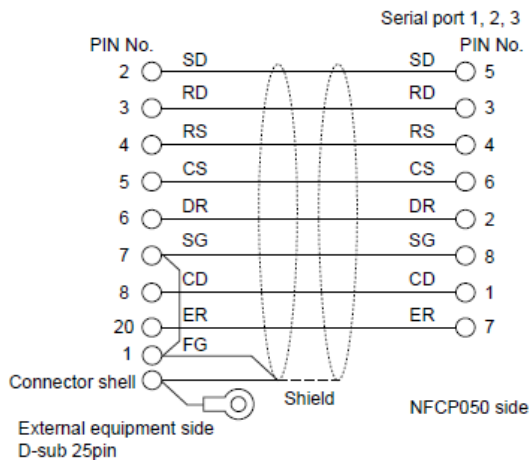 Serial port 1, 2, 3
PIN No. PIN No.
2 SD SD 5
3 RD RD 3
4 RS RS 4
5 CS CS 6
6 DR DR 2
7 SG SG 8
8 CD CD 1
20 ER ER 7
1 FG
Connector shell
Shield
NFCP050 side
External equipment side
D-sub 25pin